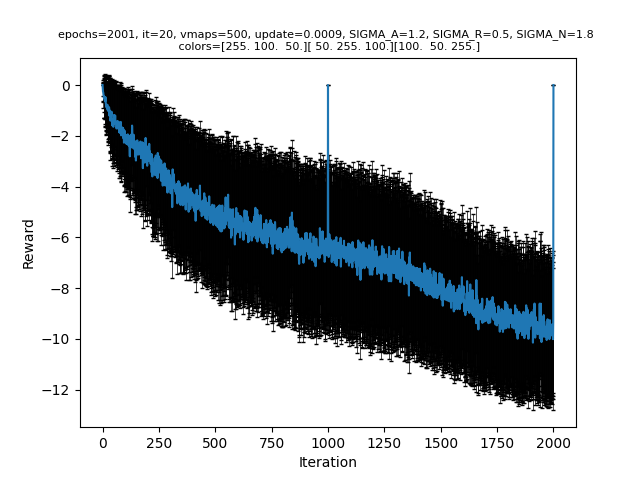 epochs=2001, it=20, vmaps=500, update=0.0009, SIGMA_A=1.2, SIGMA_R=0.5, SIGMA_N=1.8
colors=[255. 100.  50.][ 50. 255. 100.][100.  50. 255.]
0
−2
−4
−6
−8
−10
−12
Reward
0 250 500 750 1000 1250 1500 1750 2000
Iteration